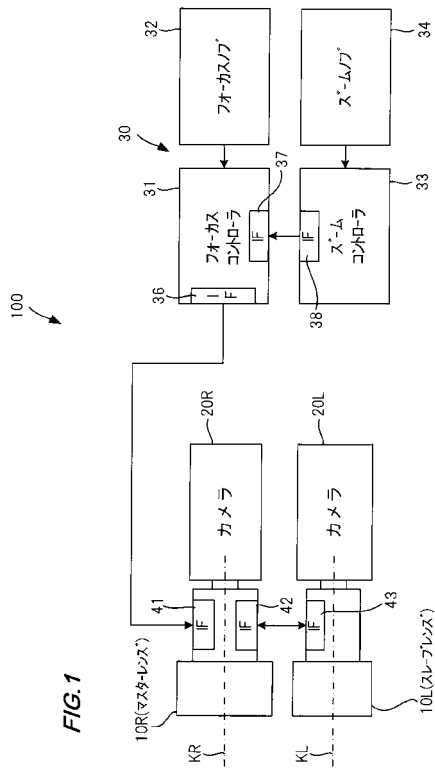 FIG.1
100
30
32
フォーカスノブ
34
ズームノブ
31
フォーカス
コントローラ
36
IF
37
IF
33
ズーム
コントローラ
38
IF
20R
カメラ
20L
カメラ
10R(マスターレンズ)
41
IF
42
IF
43
IF
10L(スレーブレンズ)
KR
KL